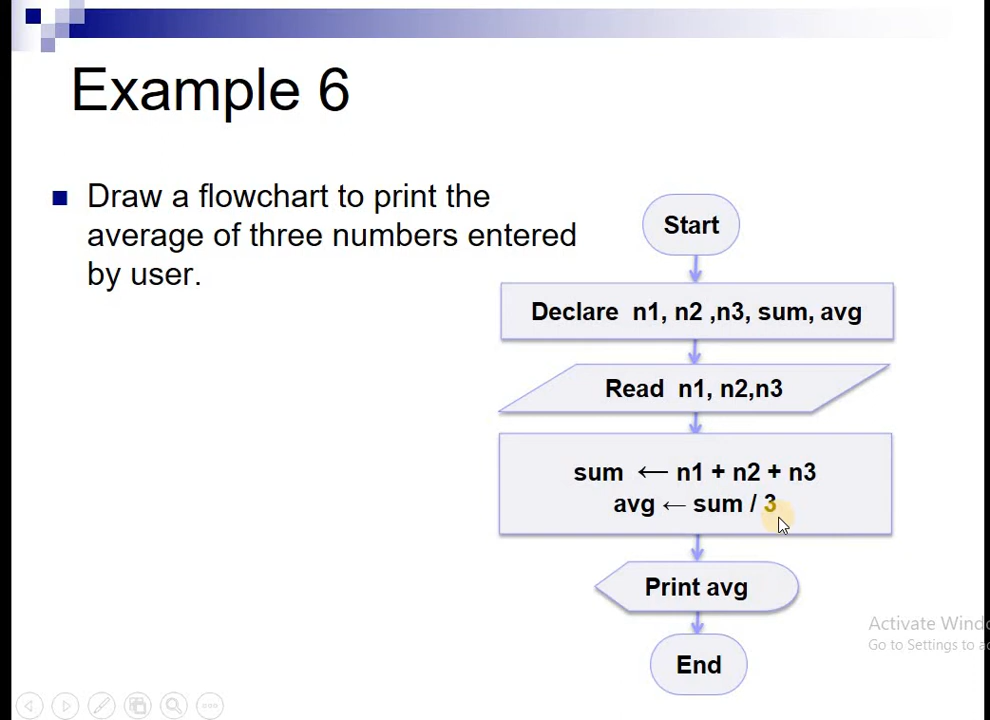 Example 6
Draw a flowchart to print the
average of three numbers entered
by user.
Start
Declare n1, n2 ,n3, sum, avg
Read n1, n2,n3
sum ← n1 + n2 + n3
avg ← sum / 3
Print avg
End
Activate Windo
Go to Settings to a